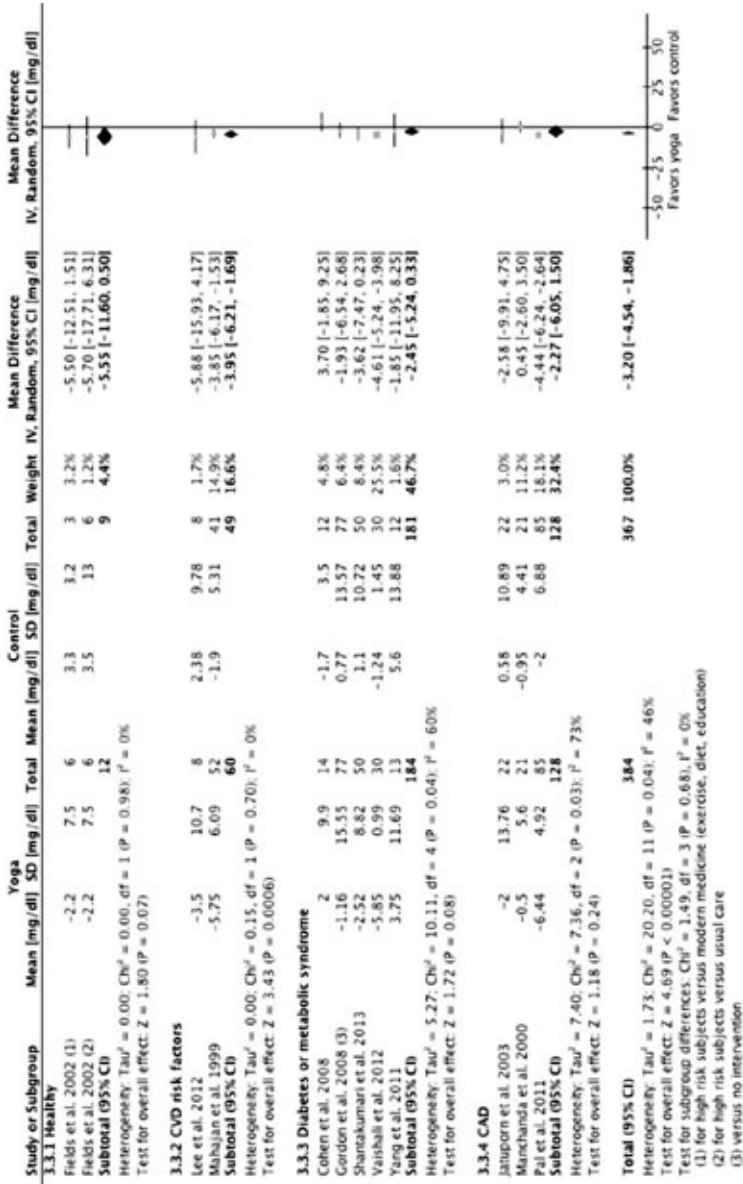 Yoga Control Mean Difference Mean Difference
Study or Subgroup Mean [mg/dl] SD [mg/dl] Total Mean [mg/dl] SD [mg/dl] Total Weight IV, Random, 95% CI [mg/dl] IV, Random, 95% CI [mg/dl]
3.3.1 Healthy
Fields et al. 2002 (1) -2.2 7.5 6 3.3 3.2 3 3.2% -5.50 [-12.51, 1.51]
Fields et al. 2002 (2) -2.2 7.5 6 3.5 13 6 1.2% -5.70 [-17.71, 6.31]
Subtotal (95% CI) 12 9 4.4% -5.55 [-11.60, 0.50]
Heterogeneity: Tau² = 0.00; Chi² = 0.00, df = 1 (P = 0.98); I² = 0%
Test for overall effect: Z = 1.80 (P = 0.07)
3.3.2 CVD risk factors
Lee et al. 2012 -3.5 10.7 8 2.38 9.78 8 1.7% -5.88 [-15.93, 4.17]
Mahajan et al. 1999 -5.75 6.09 52 -1.9 5.31 41 14.9% -3.85 [-6.17, -1.53]
Subtotal (95% CI) 60 49 16.6% -3.95 [-6.21, -1.69]
Heterogeneity: Tau² = 0.00; Chi² = 0.15, df = 1 (P = 0.70); I² = 0%
Test for overall effect: Z = 3.43 (P = 0.0006)
3.3.3 Diabetes or metabolic syndrome
Cohen et al. 2008 2 9.9 14 -1.7 3.5 12 4.8% 3.70 [-1.85, 9.25]
Gordon et al. 2008 (3) -1.16 15.55 77 0.77 13.57 77 6.4% -1.93 [-6.54, 2.68]
Shantakumari et al. 2013 -2.52 8.82 50 1.1 10.72 50 8.4% -3.62 [-7.47, 0.23]
Vaishali et al. 2012 -5.85 0.99 30 -1.24 1.45 30 25.5% -4.61 [-5.24, -3.98]
Yang et al. 2011 3.75 11.69 13 5.6 13.88 12 1.6% -1.85 [-11.95, 8.25]
Subtotal (95% CI) 184 181 46.7% -2.45 [-5.24, 0.33]
Heterogeneity: Tau² = 5.27; Chi² = 10.11, df = 4 (P = 0.04); I² = 60%
Test for overall effect: Z = 1.72 (P = 0.08)
3.3.4 CAD
Jatuporn et al. 2003 -2 13.76 22 0.58 10.89 22 3.0% -2.58 [-9.91, 4.75]
Manchanda et al. 2000 -0.5 5.6 21 -0.95 4.41 21 11.2% 0.45 [-2.60, 3.50]
Pal et al. 2011 -6.44 4.92 85 -2 6.88 85 18.1% -4.44 [-6.24, -2.64]
Subtotal (95% CI) 128 128 32.4% -2.27 [-6.05, 1.50]
Heterogeneity: Tau² = 7.40; Chi² = 7.36, df = 2 (P = 0.03); I² = 73%
Test for overall effect: Z = 1.18 (P = 0.24)
Total (95% CI) 384 367 100.0% -3.20 [-4.54, -1.86]
Heterogeneity: Tau² = 1.73; Chi² = 20.20, df = 11 (P = 0.04); I² = 46%
Test for overall effect: Z = 4.69 (P < 0.00001)
Test for subgroup differences: Chi² = 1.49, df = 3 (P = 0.68), I² = 0%
(1) for high risk subjects versus modern medicine (exercise, diet, education)
(2) for high risk subjects versus usual care
(3) versus no intervention
-50 -25 0 25 50
Favors yoga Favors control